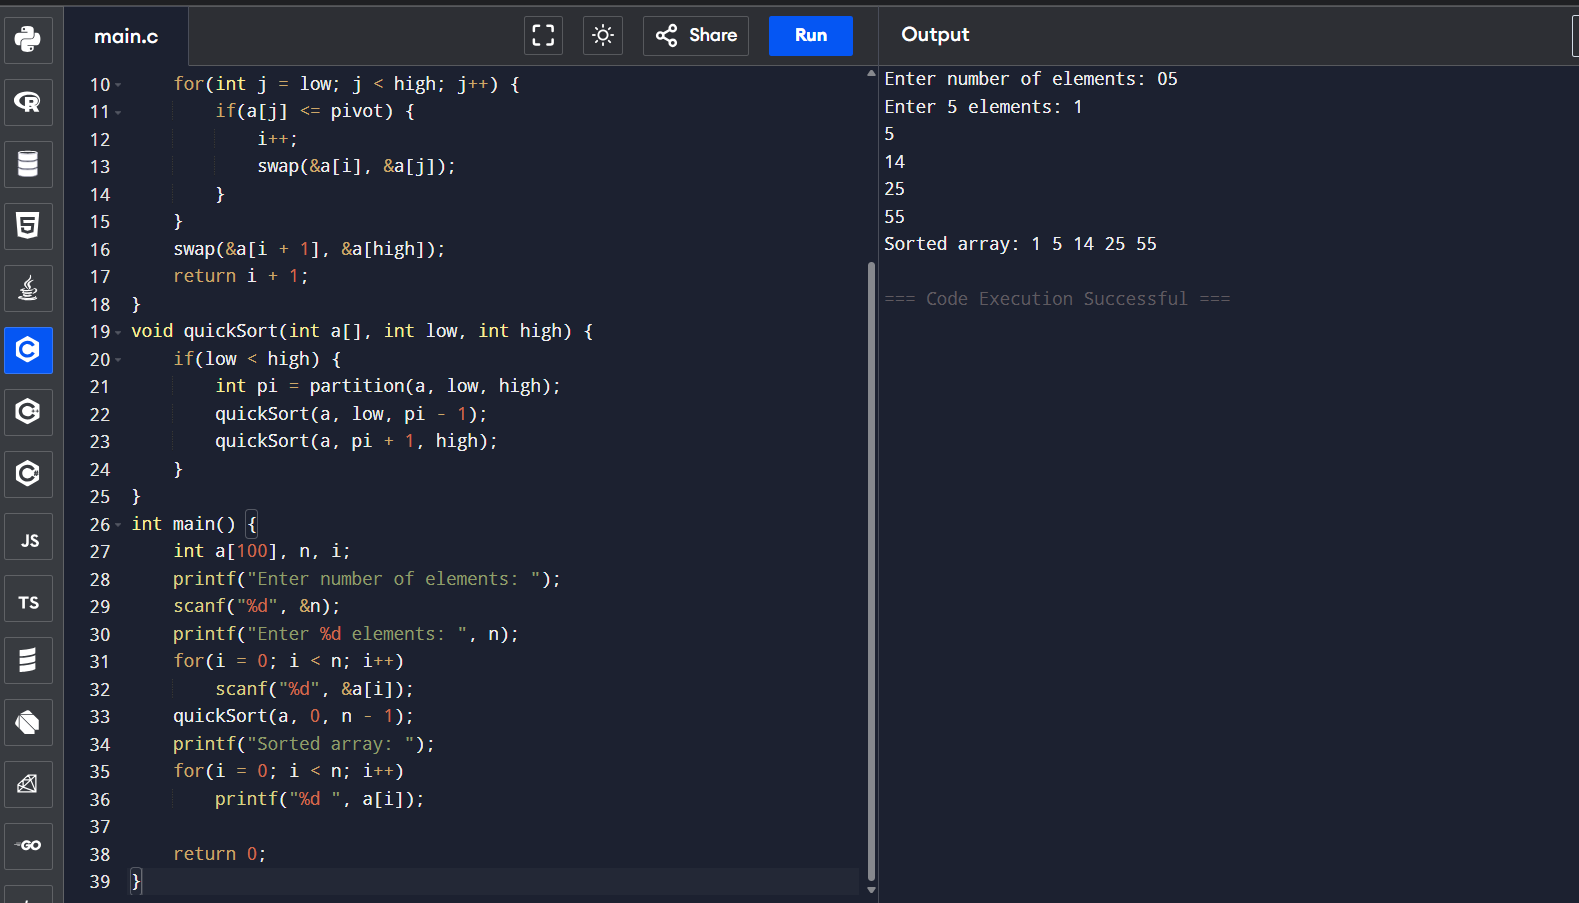 main.c
Share
Run
Output
JS
TS
GO
10 for(int j = low; j < high; j++) {
11 if(a[j] <= pivot) {
12 i++;
13 swap(&a[i], &a[j]);
14 }
15 }
16 swap(&a[i + 1], &a[high]);
17 return i + 1;
18 }
19 void quickSort(int a[], int low, int high) {
20 if(low < high) {
21 int pi = partition(a, low, high);
22 quickSort(a, low, pi - 1);
23 quickSort(a, pi + 1, high);
24 }
25 }
26 int main() {
27 int a[100], n, i;
28 printf("Enter number of elements: ");
29 scanf("%d", &n);
30 printf("Enter %d elements: ", n);
31 for(i = 0; i < n; i++)
32 scanf("%d", &a[i]);
33 quickSort(a, 0, n - 1);
34 printf("Sorted array: ");
35 for(i = 0; i < n; i++)
36 printf("%d ", a[i]);
37
38 return 0;
39 }
Enter number of elements: 05
Enter 5 elements: 1
5
14
25
55
Sorted array: 1 5 14 25 55
=== Code Execution Successful ===